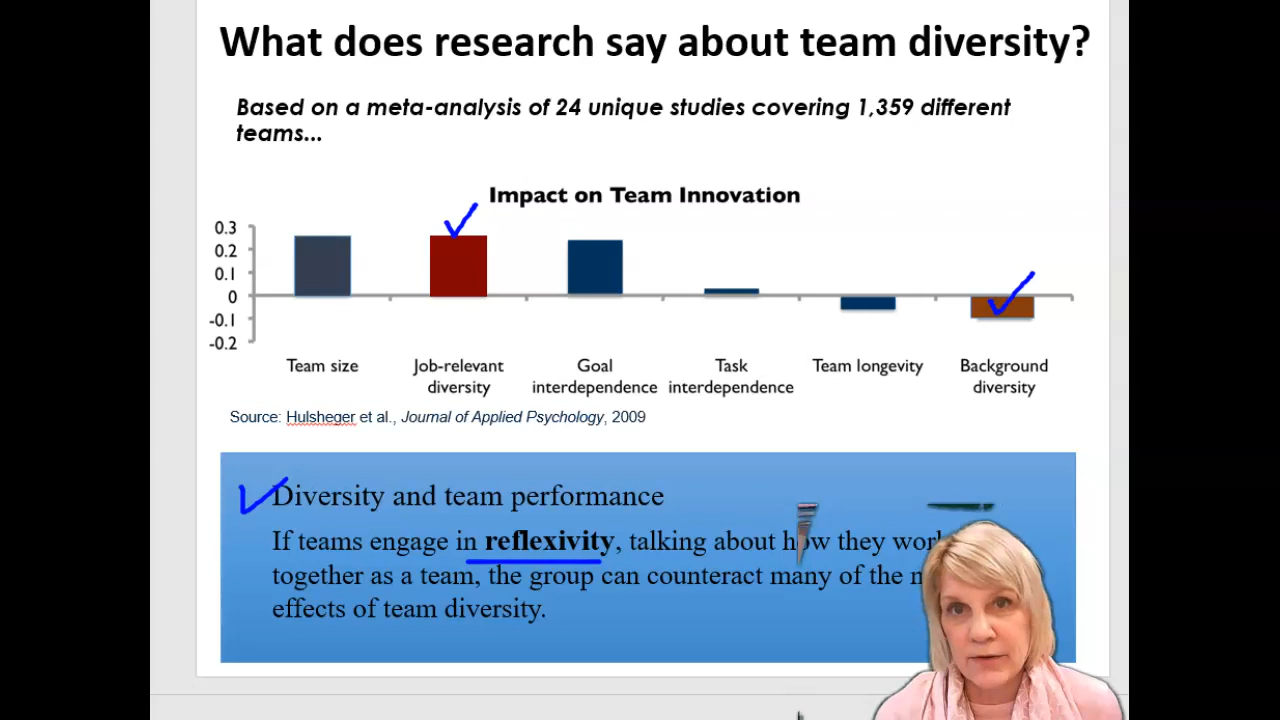 What does research say about team diversity?
Based on a meta-analysis of 24 unique studies covering 1,359 different
teams...
Impact on Team Innovation
0.3
0.2
0.1
0
-0.1
-0.2
Team size
Job-relevant
diversity
Goal
interdependence
Task
interdependence
Team longevity
Background
diversity
Source: Hulsheger et al., Journal of Applied Psychology, 2009
Diversity and team performance
If teams engage in reflexivity, talking about how they work
together as a team, the group can counteract many of the
effects of team diversity.